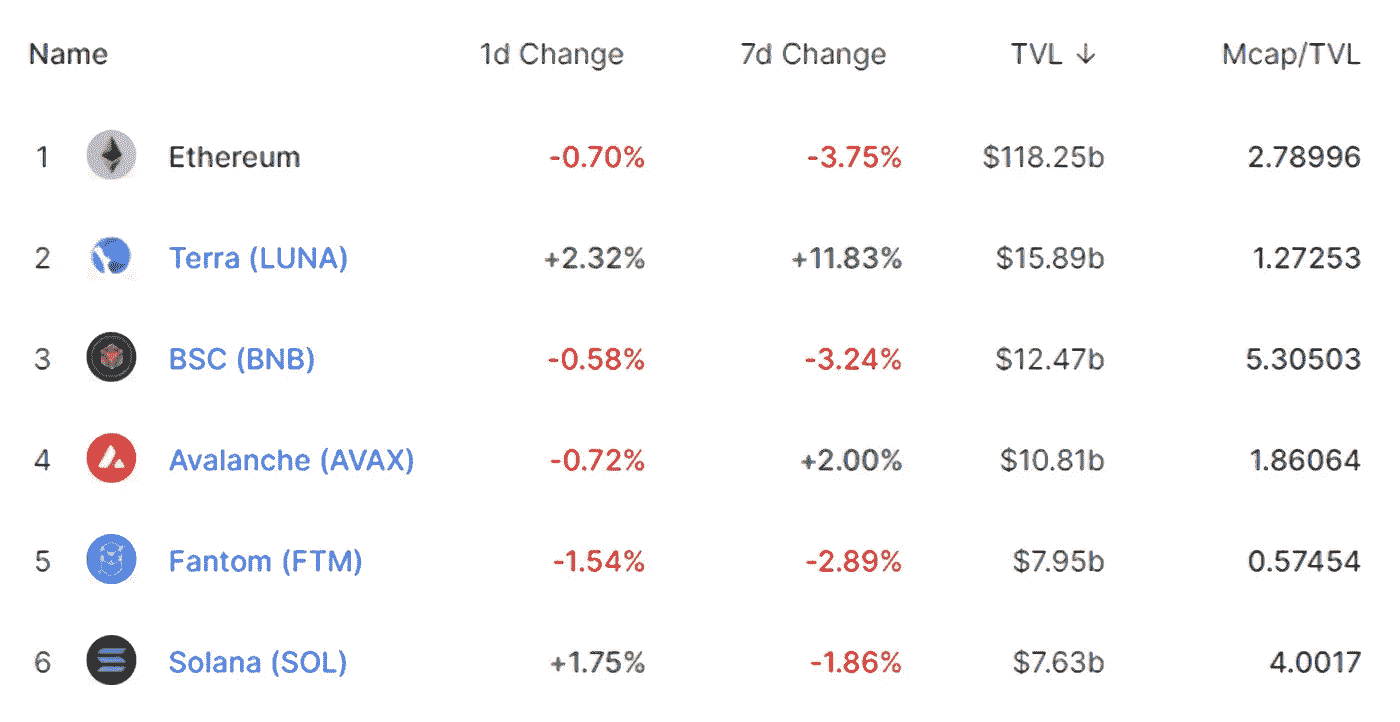 Name 1d Change 7d Change TVL ↓ Mcap/TVL
1 Ethereum -0.70% -3.75% $118.25b 2.78996
2 Terra (LUNA) +2.32% +11.83% $15.89b 1.27253
3 BSC (BNB) -0.58% -3.24% $12.47b 5.30503
4 Avalanche (AVAX) -0.72% +2.00% $10.81b 1.86064
5 Fantom (FTM) -1.54% -2.89% $7.95b 0.57454
6 Solana (SOL) +1.75% -1.86% $7.63b 4.0017